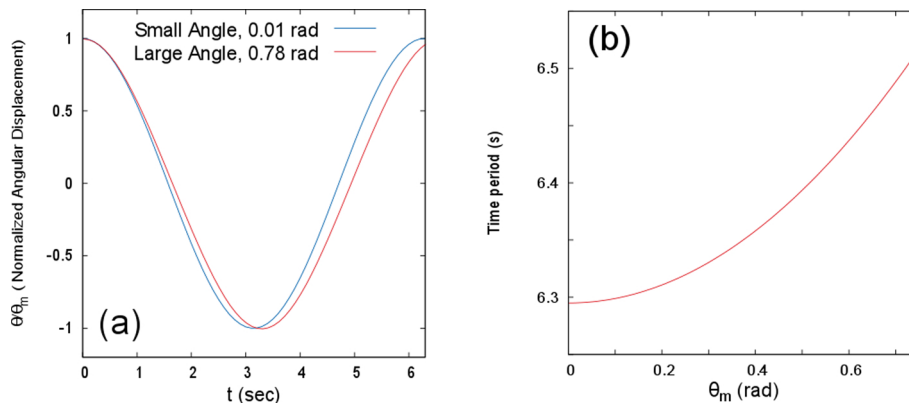 Small Angle, 0.01 rad
Large Angle, 0.78 rad
1
0.5
0
-0.5
-1
θ/θm ( Normalized Angular Displacement)
(a)
0 1 2 3 4 5 6
t (sec)
(b)
6.5
6.4
6.3
Time period (s)
0 0.2 0.4 0.6
θm (rad)